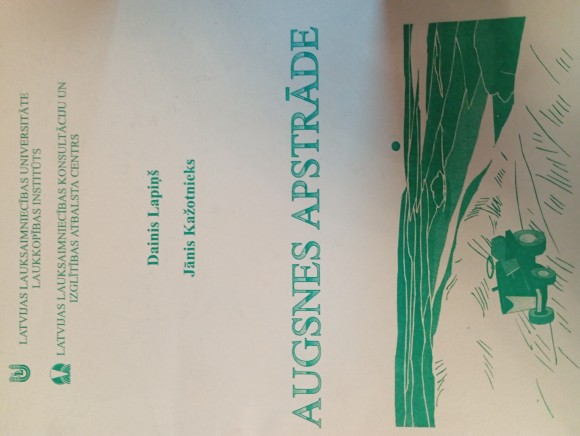 LATVIJAS LAUKSAIMNIECĪBAS UNIVERSITĀTE
LAUKKOPĪBAS INSTITŪTS
LATVIJAS LAUKSAIMNIECĪBAS KONSULTĀCIJU UN
IZGLĪTĪBAS ATBALSTA CENTRS
Dainis Lapiņš
Jānis Kažotnieks
AUGSNES APSTRĀDE